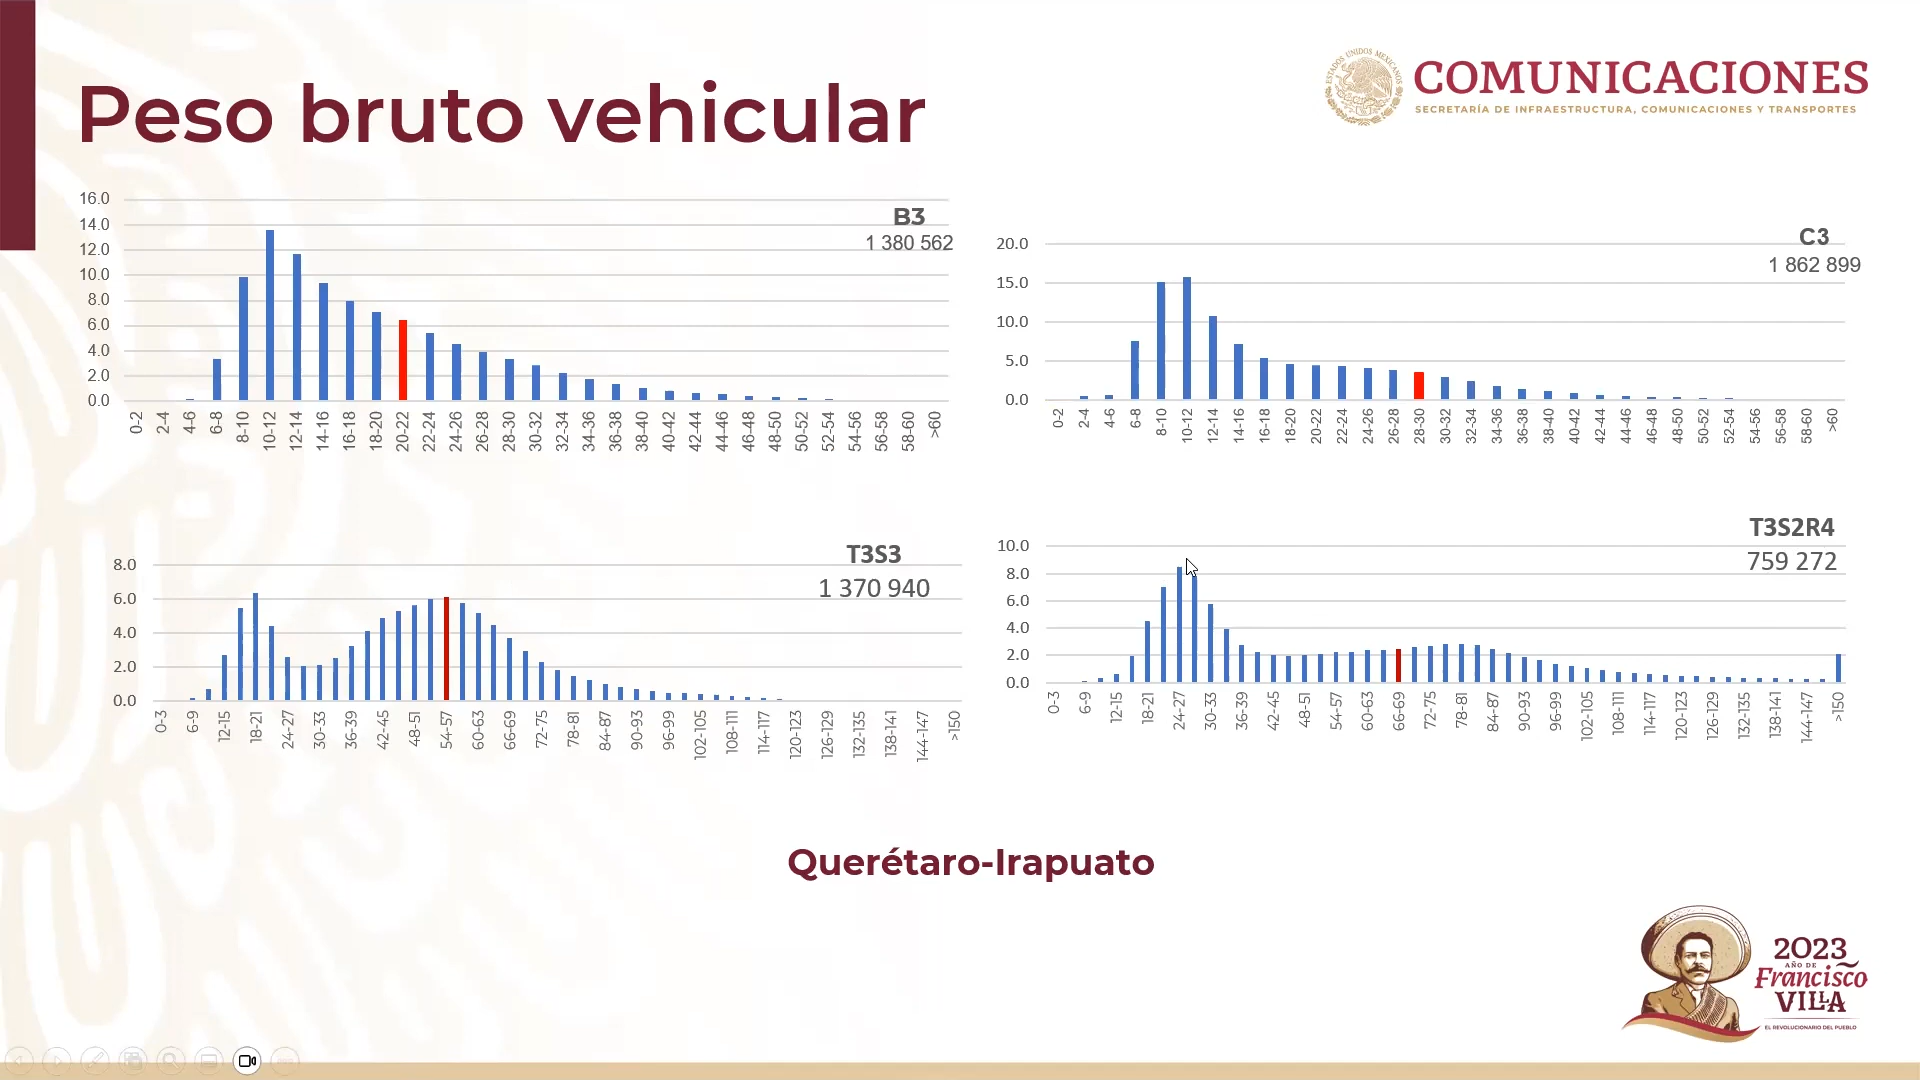 Peso bruto vehicular
ESTADOS UNIDOS MEXICANOS
COMUNICACIONES
SECRETARÍA DE INFRAESTRUCTURA, COMUNICACIONES Y TRANSPORTES
B3
1 380 562
16.0
14.0
12.0
10.0
8.0
6.0
4.0
2.0
0.0
0-2 2-4 4-6 6-8 8-10 10-12 12-14 14-16 16-18 18-20 20-22 22-24 24-26 26-28 28-30 30-32 32-34 34-36 36-38 38-40 40-42 42-44 44-46 46-48 48-50 50-52 52-54 54-56 56-58 58-60 >60
C3
1 862 899
20.0
15.0
10.0
5.0
0.0
0-2 2-4 4-6 6-8 8-10 10-12 12-14 14-16 16-18 18-20 20-22 22-24 24-26 26-28 28-30 30-32 32-34 34-36 36-38 38-40 40-42 42-44 44-46 46-48 48-50 50-52 52-54 54-56 56-58 58-60 >60
T3S3
1 370 940
8.0
6.0
4.0
2.0
0.0
0-3 6-9 12-15 18-21 24-27 30-33 36-39 42-45 48-51 54-57 60-63 66-69 72-75 78-81 84-87 90-93 96-99 102-105 108-111 114-117 120-123 126-129 132-135 138-141 144-147 >150
T3S2R4
759 272
10.0
8.0
6.0
4.0
2.0
0.0
0-3 6-9 12-15 18-21 24-27 30-33 36-39 42-45 48-51 54-57 60-63 66-69 72-75 78-81 84-87 90-93 96-99 102-105 108-111 114-117 120-123 126-129 132-135 138-141 144-147 >150
Querétaro-Irapuato
2023
AÑO DE
Francisco
VILLA
EL REVOLUCIONARIO DEL PUEBLO